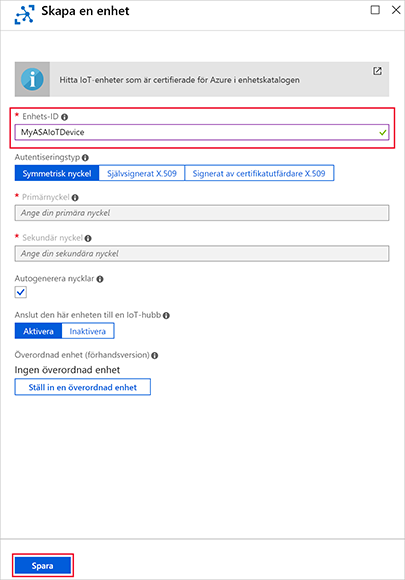 Skapa en enhet
Hitta IoT-enheter som är certifierade för Azure i enhetskatalogen
* Enhets-ID
MyASAIoTDevice
Autentiseringstyp
Symmetrisk nyckel Självsignerat X.509 Signerat av certifikatutfärdare X.509
* Primärnyckel
Ange din primära nyckel
* Sekundär nyckel
Ange din sekundära nyckel
Autogenerera nycklar
Anslut den här enheten till en IoT-hubb
Aktivera Inaktivera
Överordnad enhet (förhandsversion)
Ingen överordnad enhet
Ställ in en överordnad enhet
Spara